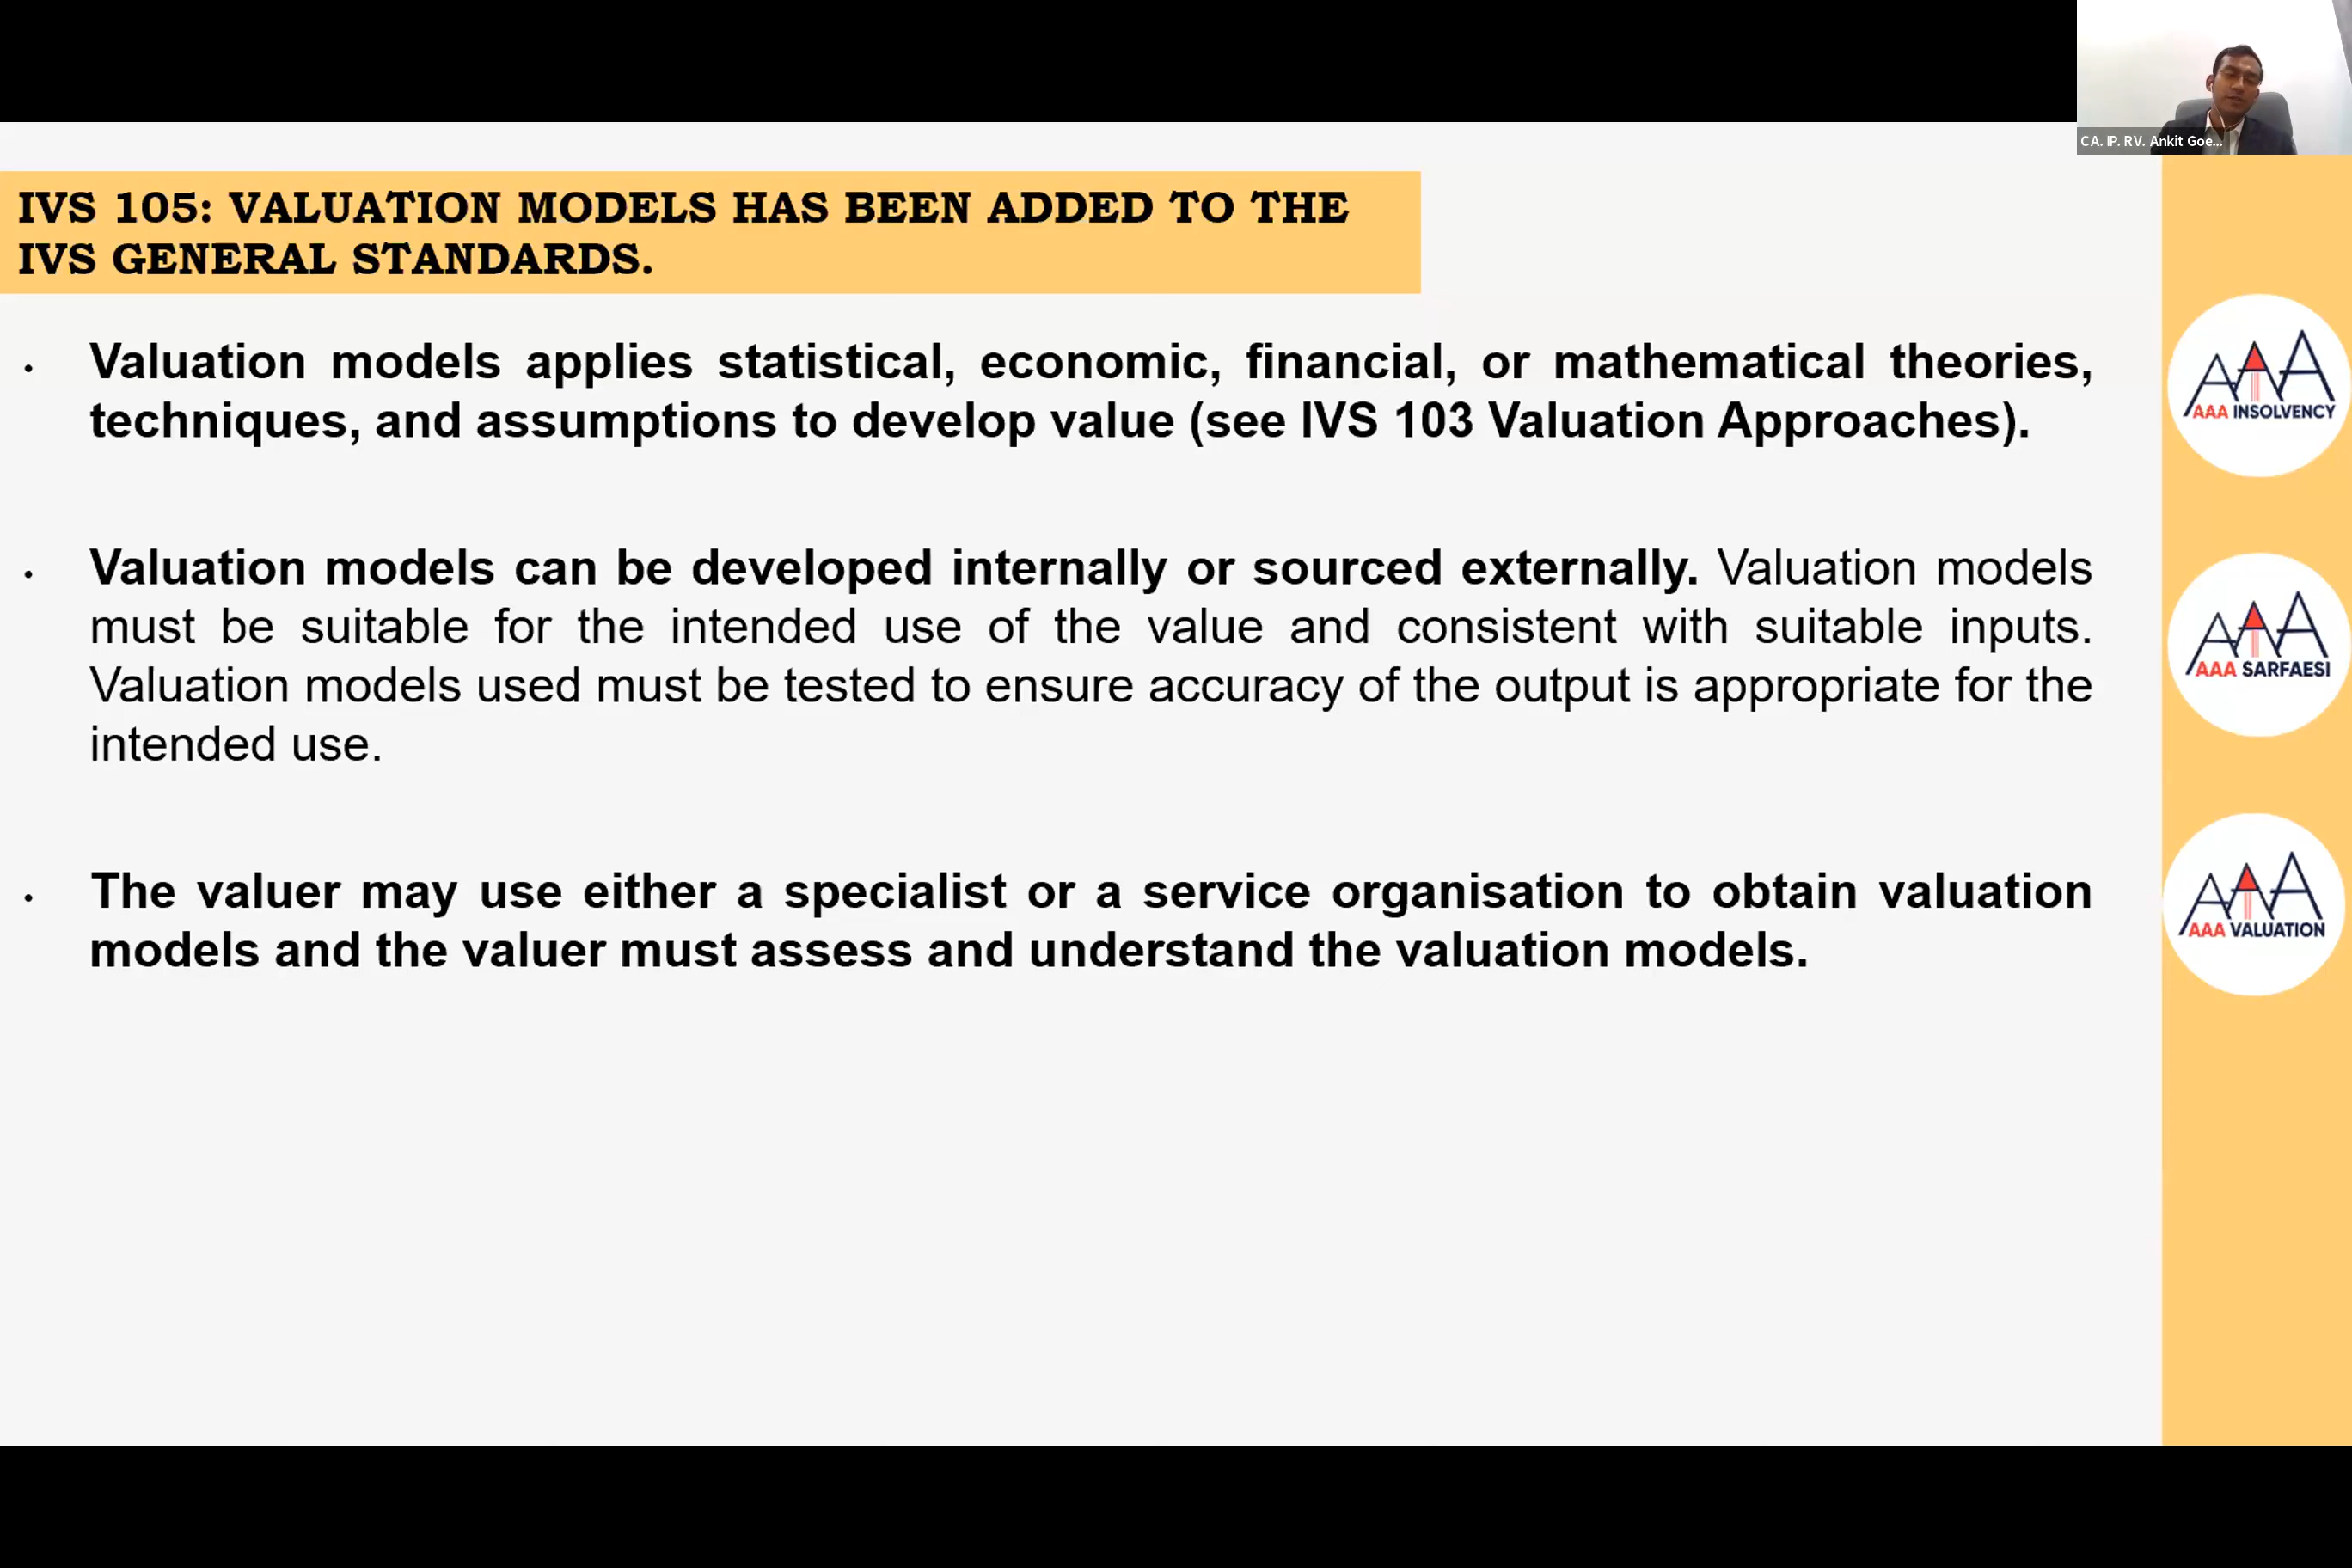 CA. IP. RV. Ankit Goe...
IVS 105: VALUATION MODELS HAS BEEN ADDED TO THE
IVS GENERAL STANDARDS.
• Valuation models applies statistical, economic, financial, or mathematical theories,
techniques, and assumptions to develop value (see IVS 103 Valuation Approaches).
• Valuation models can be developed internally or sourced externally. Valuation models
must be suitable for the intended use of the value and consistent with suitable inputs.
Valuation models used must be tested to ensure accuracy of the output is appropriate for the
intended use.
• The valuer may use either a specialist or a service organisation to obtain valuation
models and the valuer must assess and understand the valuation models.
AAA
AAA INSOLVENCY
AAA
AAA SARFAESI
AAA
AAA VALUATION